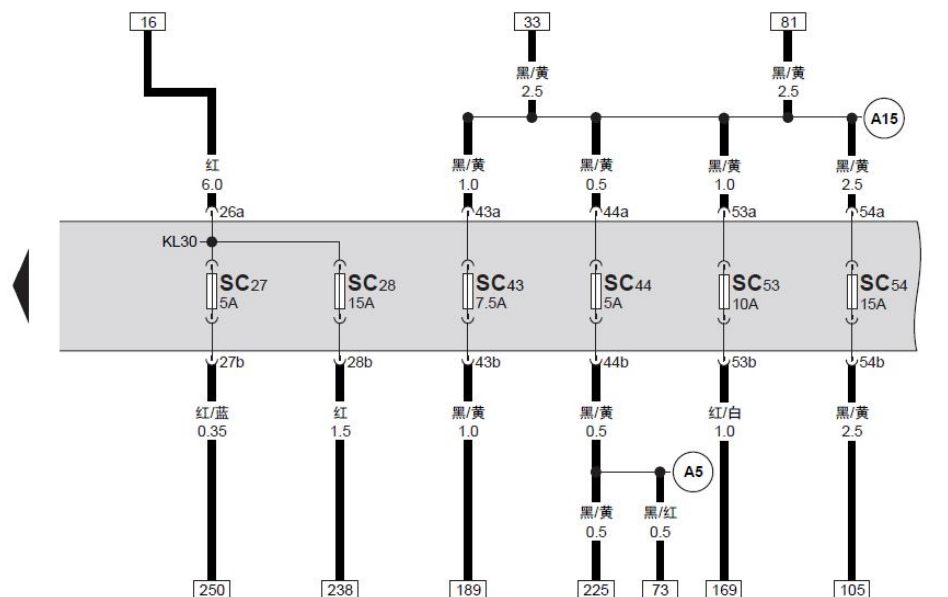 16 33 81
黑/黄 黑/黄
2.5 2.5
A15
红 黑/黄 黑/黄 黑/黄 黑/黄
6.0 1.0 0.5 1.0 2.5
26a 43a 44a 53a 54a
KL30
SC27 SC28 SC43 SC44 SC53 SC54
5A 15A 7.5A 5A 10A 15A
27b 28b 43b 44b 53b 54b
红/蓝 红 黑/黄 黑/黄 红/白 黑/黄
0.35 1.5 1.0 0.5 1.0 2.5
A5
黑/黄 黑/红
0.5 0.5
250 238 189 225 73 169 105